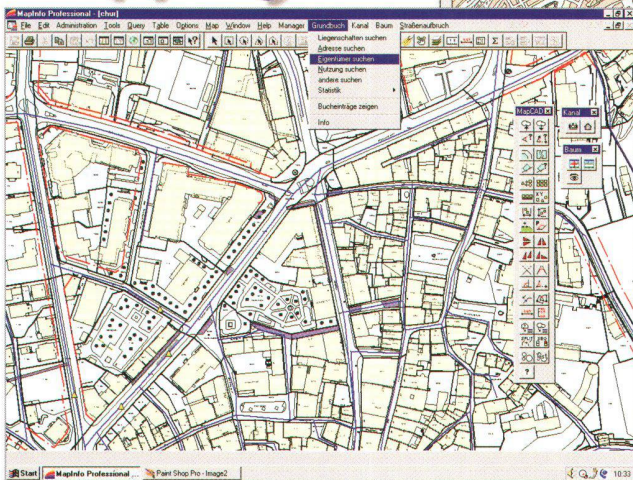 MapInfo Professional - [chur]
File Edit Administration Tools Query Table Options Map Window Help Manager Grundbuch Kanal Baum Straßenaufbruch
Liegenschaften suchen
Adresse suchen
Eigentümer suchen
Nutzung suchen
andere suchen
Statistik
Bucheinträge zeigen
Info
MapCAD
Kanal
Baum
Start
MapInfo Professional ...
Paint Shop Pro - Image2
10:33